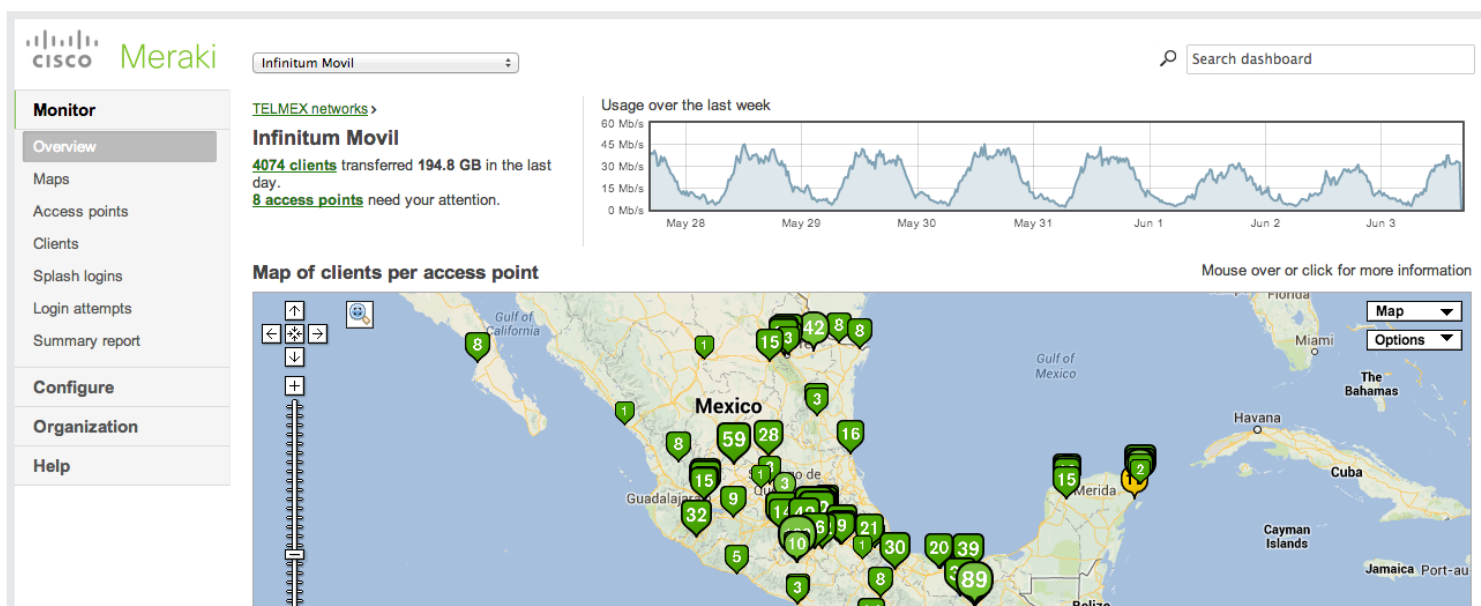 CISCO Meraki
Infinitum Movil
Search dashboard
Monitor
Overview
Maps
Access points
Clients
Splash logins
Login attempts
Summary report
Configure
Organization
Help
TELMEX networks ›
Infinitum Movil
4074 clients transferred 194.8 GB in the last
day.
8 access points need your attention.
Usage over the last week
60 Mb/s
45 Mb/s
30 Mb/s
15 Mb/s
0 Mb/s
May 28 May 29 May 30 May 31 Jun 1 Jun 2 Jun 3
Map of clients per access point
Mouse over or click for more information
Map
Options
Gulf of
California
8
1
15
3
42
8
8
Gulf of
Mexico
Florida
Miami
The
Bahamas
Mexico
3
1
8
59
28
16
Havana
Cuba
15
9
1
3
3
Guadalajara
32
14
9
21
10
1
30
20
39
89
5
3
8
15
Merida
2
Cayman
Islands
Jamaica Port-au
Belize